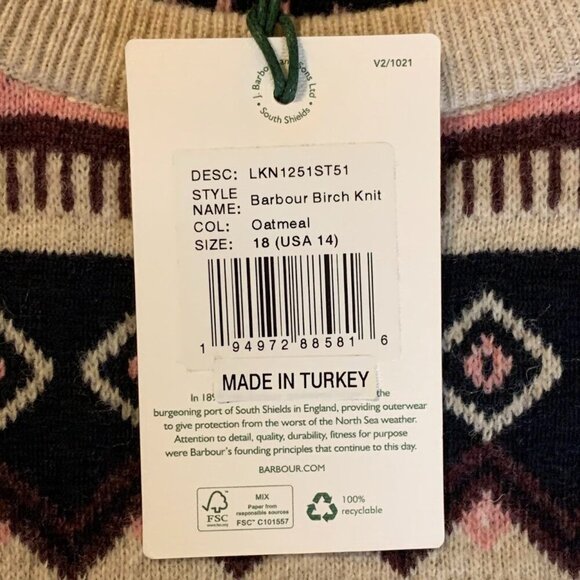 V2/1021
J. Barbour and Sons Ltd
• South Shields •
DESC: LKN1251ST51
STYLE NAME: Barbour Birch Knit
COL: Oatmeal
SIZE: 18 (USA 14)
1 94972 88581 6
MADE IN TURKEY
In 189 the
burgeoning port of South Shields in England, providing outerwear
to give protection from the worst of the North Sea weather.
Attention to detail, quality, durability, fitness for purpose
were Barbour's founding principles that continue to this day.
BARBOUR.COM
FSC
www.fsc.org
MIX
Paper from
responsible sources
FSC™ C101557
100%
recyclable